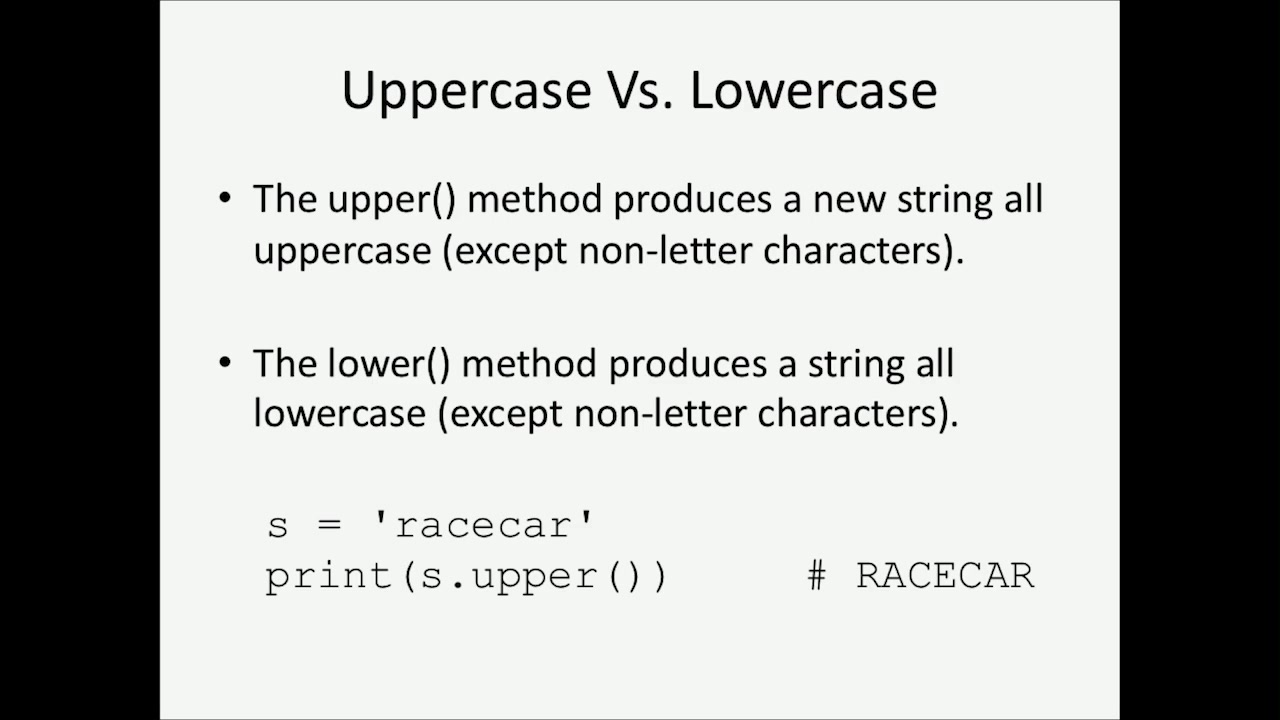 Uppercase Vs. Lowercase
• The upper() method produces a new string all
uppercase (except non-letter characters).
• The lower() method produces a string all
lowercase (except non-letter characters).
s = 'racecar'
print(s.upper())     # RACECAR